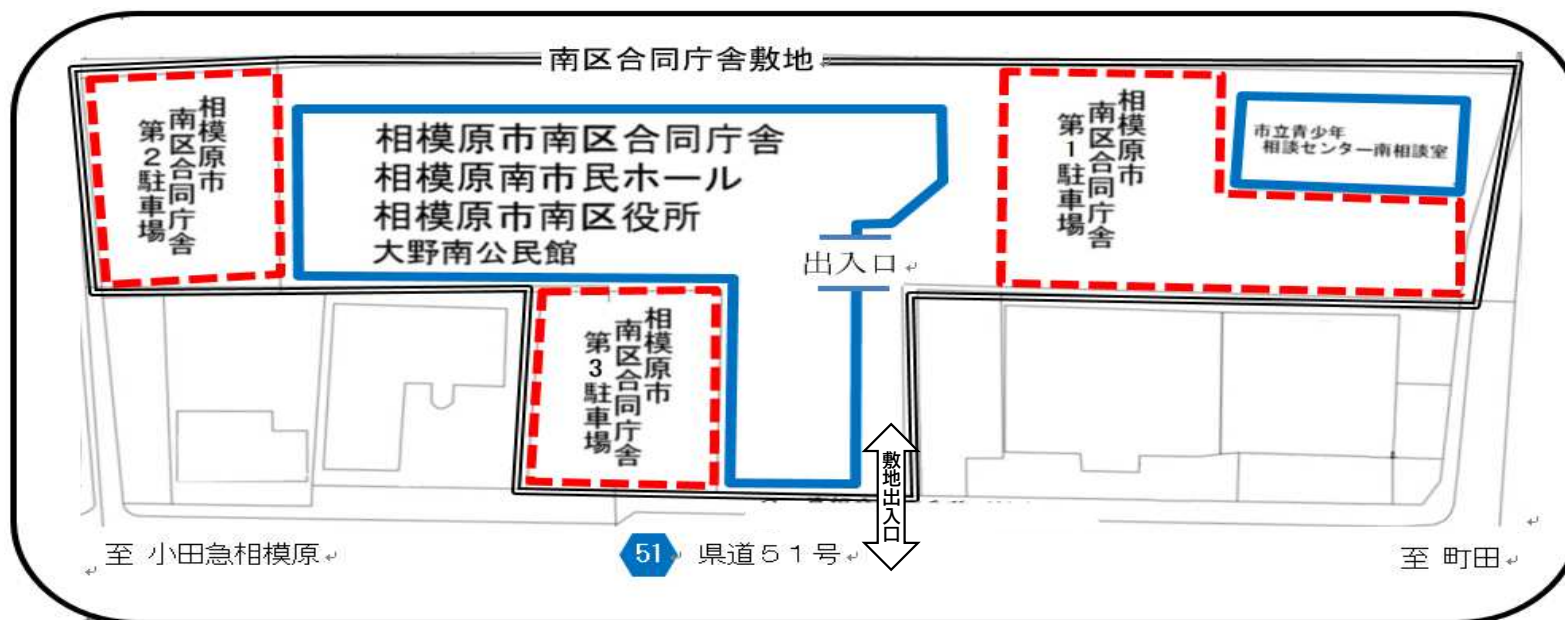 南区合同庁舎敷地
相模原市
南区合同庁舎
第2駐車場
相模原市南区合同庁舎
相模原南市民ホール
相模原市南区役所
大野南公民館
出入口
相模原市
南区合同庁舎
第1駐車場
市立青少年
相談センター南相談室
相模原市
南区合同庁舎
第3駐車場
敷地出入口
至 小田急相模原
51 県道51号
至 町田